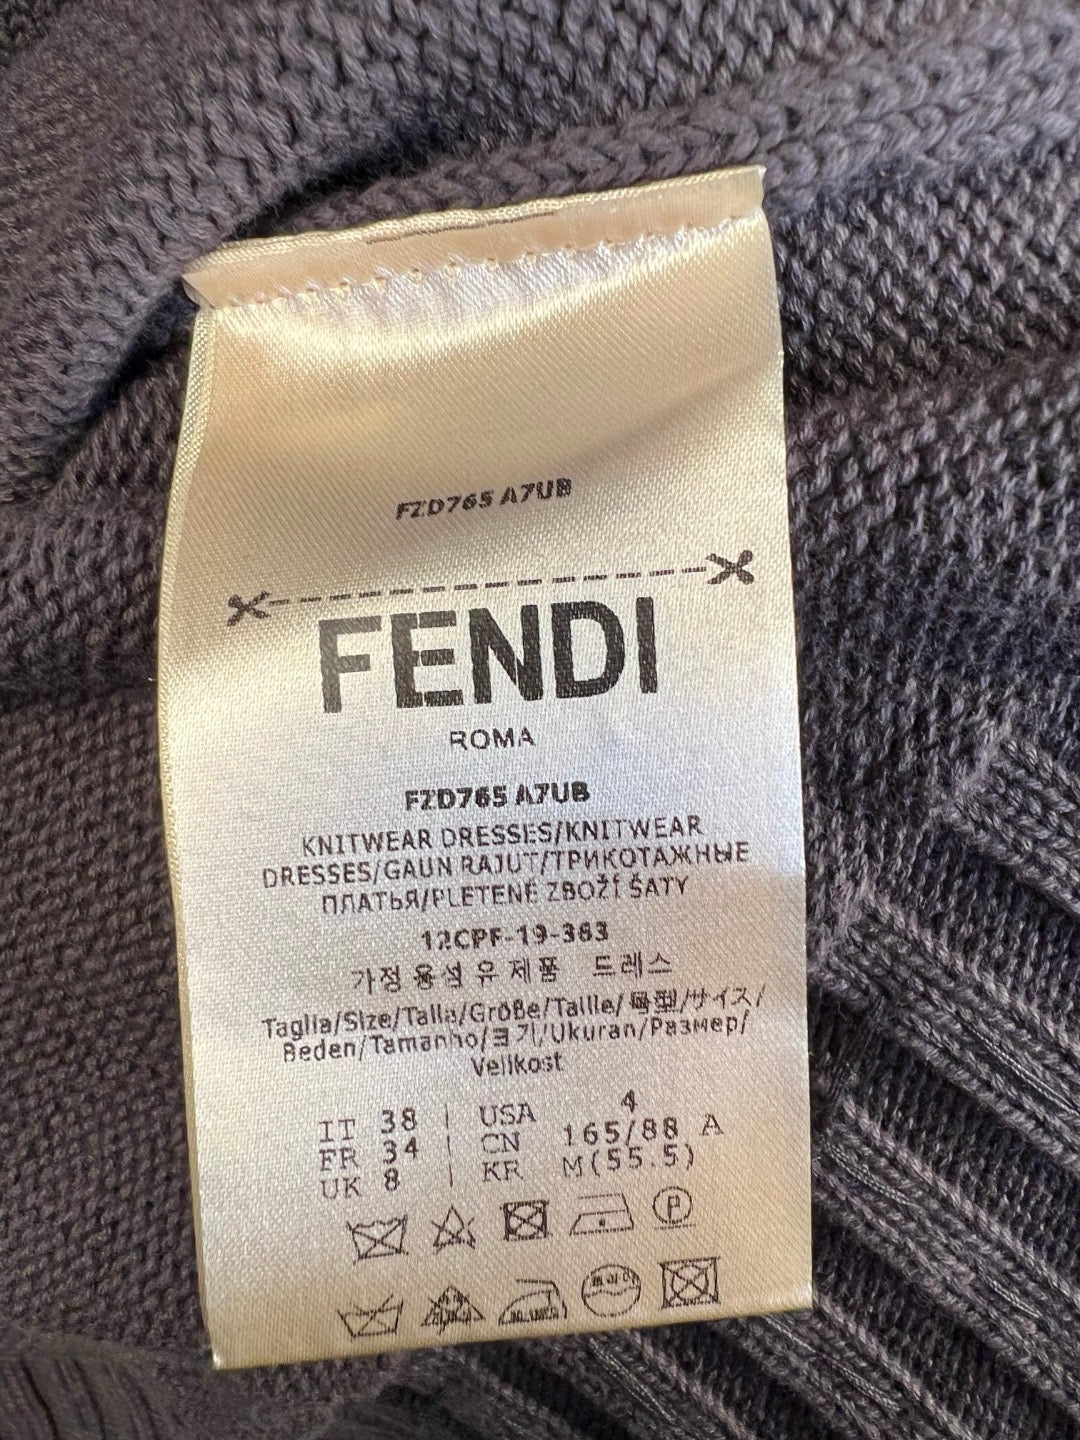 FZD765 A7UB
FENDI
ROMA
FZD765 A7UB
KNITWEAR DRESSES/KNITWEAR
DRESSES/GAUN RAJUT/ТРИКОТАЖНЫЕ
ПЛАТЬЯ/PLETENÉ ZBOŽÍ ŠATY
12CPF-19-383
가정용섬유제품 드레스
Taglia/Size/Talla/Größe/Taille/号型/サイズ/
Beden/Tamanho/크기/Ukuran/Размер/
Velikost
IT 38 | USA 4
FR 34 | CN 165/88 A
UK 8 | KR M(55.5)
P